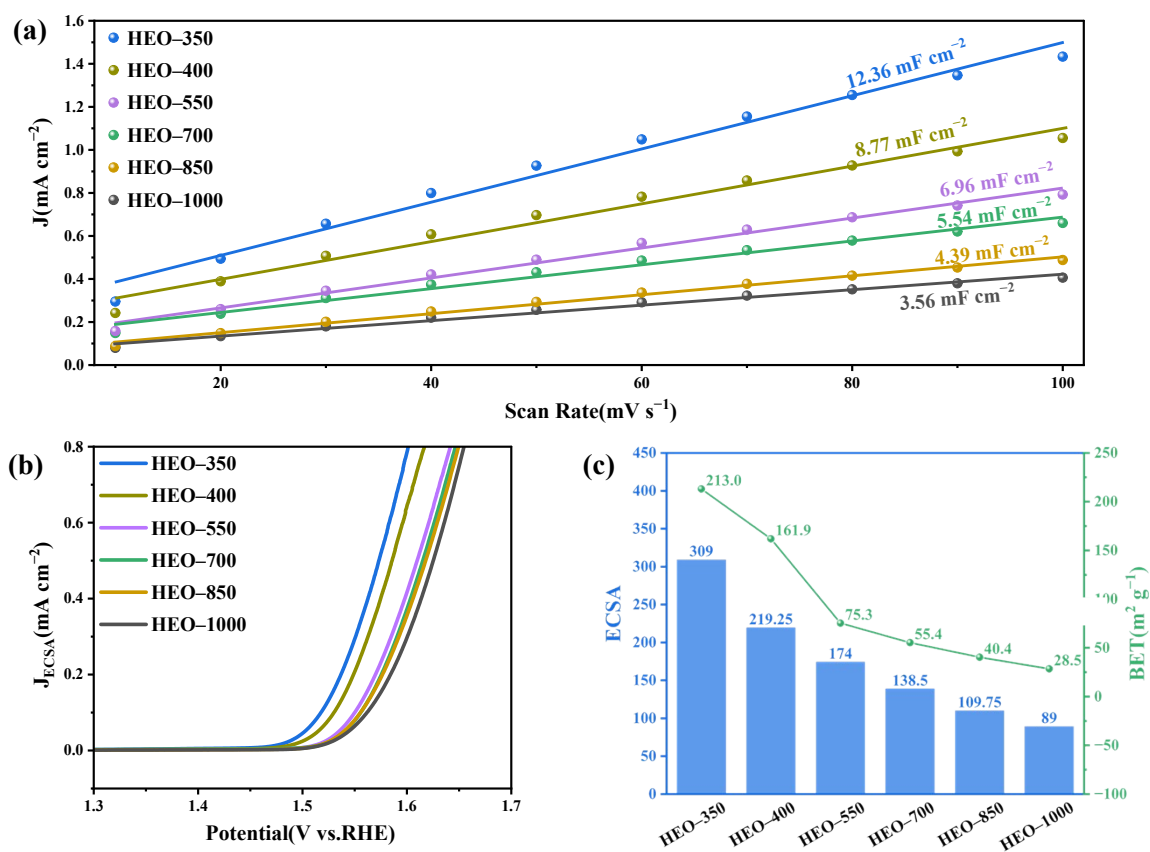 (a)
HEO–350
HEO–400
HEO–550
HEO–700
HEO–850
HEO–1000
12.36 mF cm−2
8.77 mF cm−2
6.96 mF cm−2
5.54 mF cm−2
4.39 mF cm−2
3.56 mF cm−2
J(mA cm−2)
1.6
1.4
1.2
1.0
0.8
0.6
0.4
0.2
0.0
20
40
60
80
100
Scan Rate(mV s−1)
(b)
HEO–350
HEO–400
HEO–550
HEO–700
HEO–850
HEO–1000
JECSA(mA cm−2)
0.8
0.6
0.4
0.2
0.0
1.3
1.4
1.5
1.6
1.7
Potential(V vs.RHE)
(c)
ECSA
450
400
350
300
250
200
150
100
50
0
213.0
161.9
75.3
55.4
40.4
28.5
309
219.25
174
138.5
109.75
89
250
200
150
50
0
−50
−100
BET(m2 g−1)
HEO–350
HEO–400
HEO–550
HEO–700
HEO–850
HEO–1000